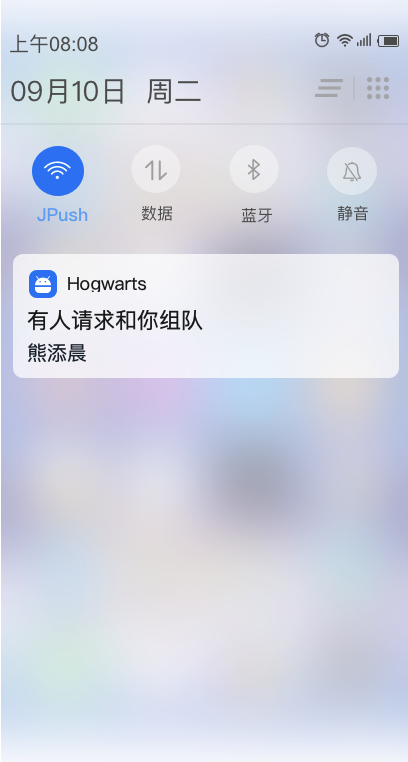 上午08:08
09月10日 周二
JPush 数据 蓝牙 静音
Hogwarts
有人请求和你组队
熊添晨